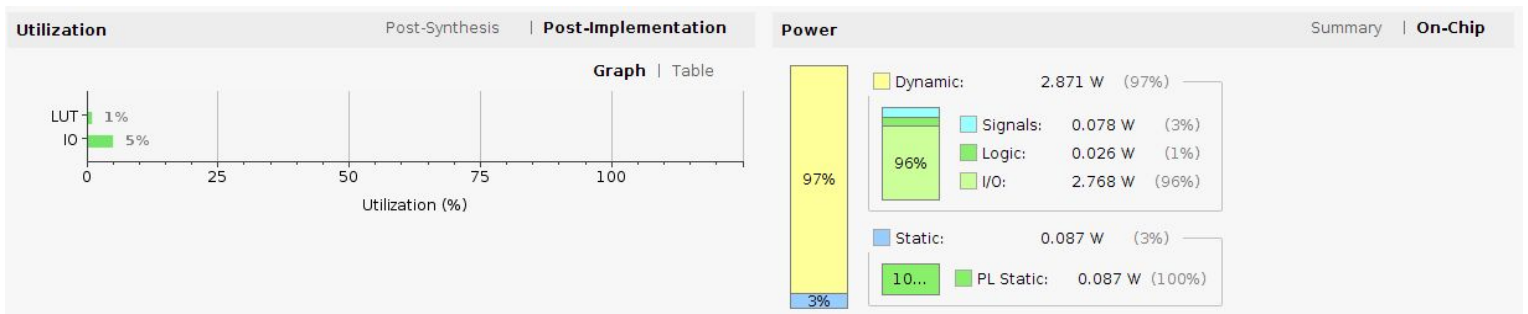 Utilization Post-Synthesis | Post-Implementation
Graph | Table
LUT 1%
IO 5%
0 25 50 75 100
Utilization (%)
Power Summary | On-Chip
97%
3%
Dynamic: 2.871 W (97%)
96%
Signals: 0.078 W (3%)
Logic: 0.026 W (1%)
I/O: 2.768 W (96%)
Static: 0.087 W (3%)
10... PL Static: 0.087 W (100%)